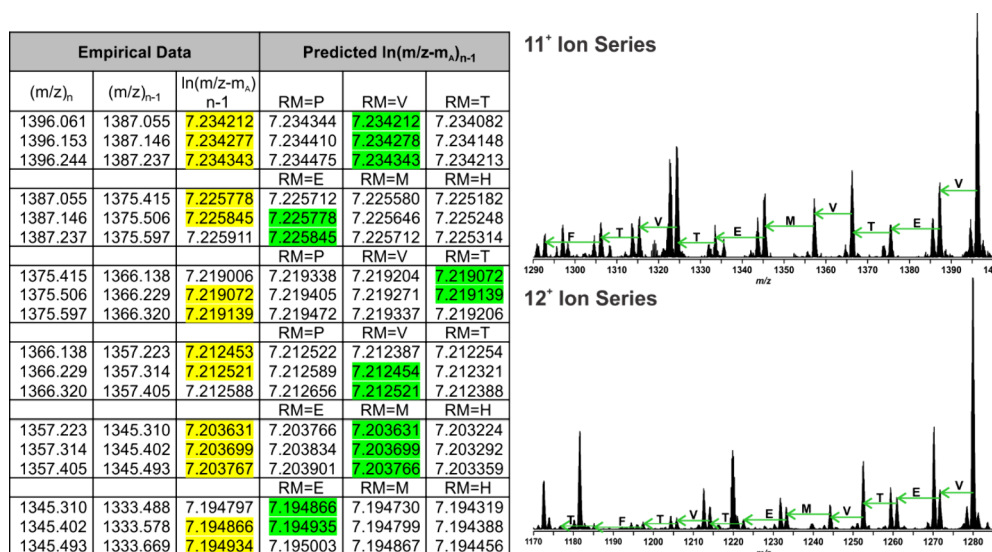 Empirical Data Predicted ln(m/z-mA)n-1
(m/z)n (m/z)n-1 ln(m/z-mA) n-1 RM=P RM=V RM=T
1396.061 1387.055 7.234212 7.234344 7.234212 7.234082
1396.153 1387.146 7.234277 7.234410 7.234278 7.234148
1396.244 1387.237 7.234343 7.234475 7.234343 7.234213
RM=E RM=M RM=H
1387.055 1375.415 7.225778 7.225712 7.225580 7.225182
1387.146 1375.506 7.225845 7.225778 7.225646 7.225248
1387.237 1375.597 7.225911 7.225845 7.225712 7.225314
RM=P RM=V RM=T
1375.415 1366.138 7.219006 7.219338 7.219204 7.219072
1375.506 1366.229 7.219072 7.219405 7.219271 7.219139
1375.597 1366.320 7.219139 7.219472 7.219337 7.219206
RM=P RM=V RM=T
1366.138 1357.223 7.212453 7.212522 7.212387 7.212254
1366.229 1357.314 7.212521 7.212589 7.212454 7.212321
1366.320 1357.405 7.212588 7.212656 7.212521 7.212388
RM=E RM=M RM=H
1357.223 1345.310 7.203631 7.203766 7.203631 7.203224
1357.314 1345.402 7.203699 7.203834 7.203699 7.203292
1357.405 1345.493 7.203767 7.203901 7.203766 7.203359
RM=E RM=M RM=H
1345.310 1333.488 7.194797 7.194866 7.194730 7.194319
1345.402 1333.578 7.194866 7.194935 7.194799 7.194388
1345.493 1333.669 7.194934 7.195003 7.194867 7.194456
11+ Ion Series
F T V T E M V T E V
1290 1300 1310 1320 1330 1340 1350 1360 1370 1380 1390
m/z
12+ Ion Series
T F T V T E M V T E V
1170 1180 1190 1200 1210 1220 1230 1240 1250 1260 1270 1280
m/z